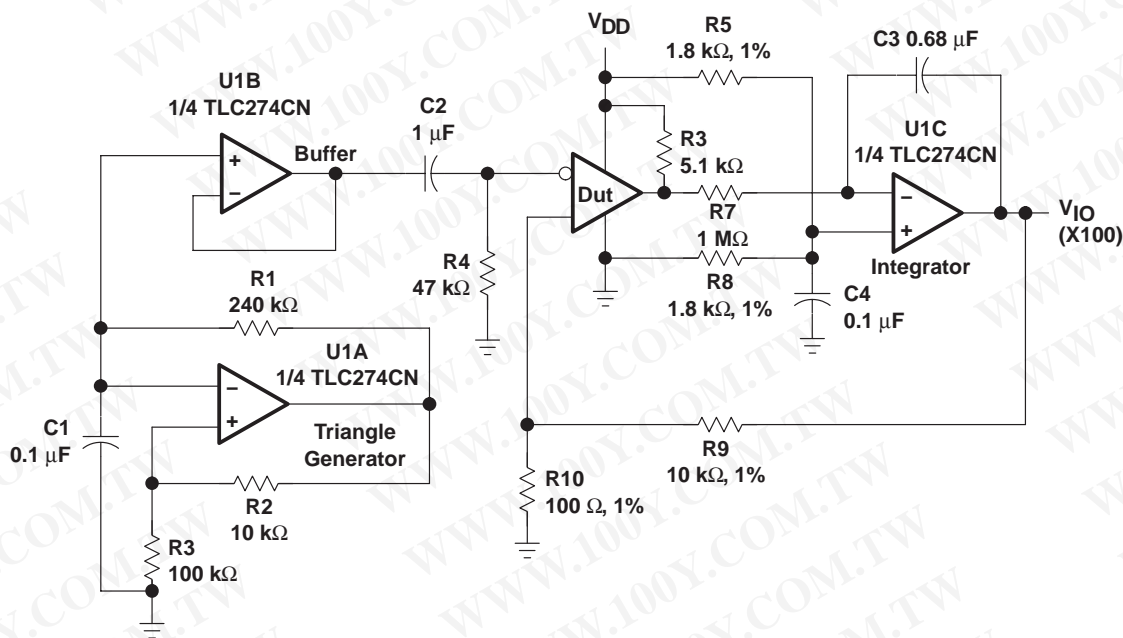 VDD
R5
1.8 kΩ, 1%
C3 0.68 μF
U1B
1/4 TLC274CN
C2
1 μF
Buffer
R3
5.1 kΩ
U1C
1/4 TLC274CN
+
−
Dut
R7
1 MΩ
−
+
VIO
(X100)
Integrator
R4
47 kΩ
R8
1.8 kΩ, 1%
C4
0.1 μF
R1
240 kΩ
U1A
1/4 TLC274CN
−
+
Triangle
Generator
C1
0.1 μF
R9
10 kΩ, 1%
R2
10 kΩ
R10
100 Ω, 1%
R3
100 kΩ
WWW.100Y.COM.TW